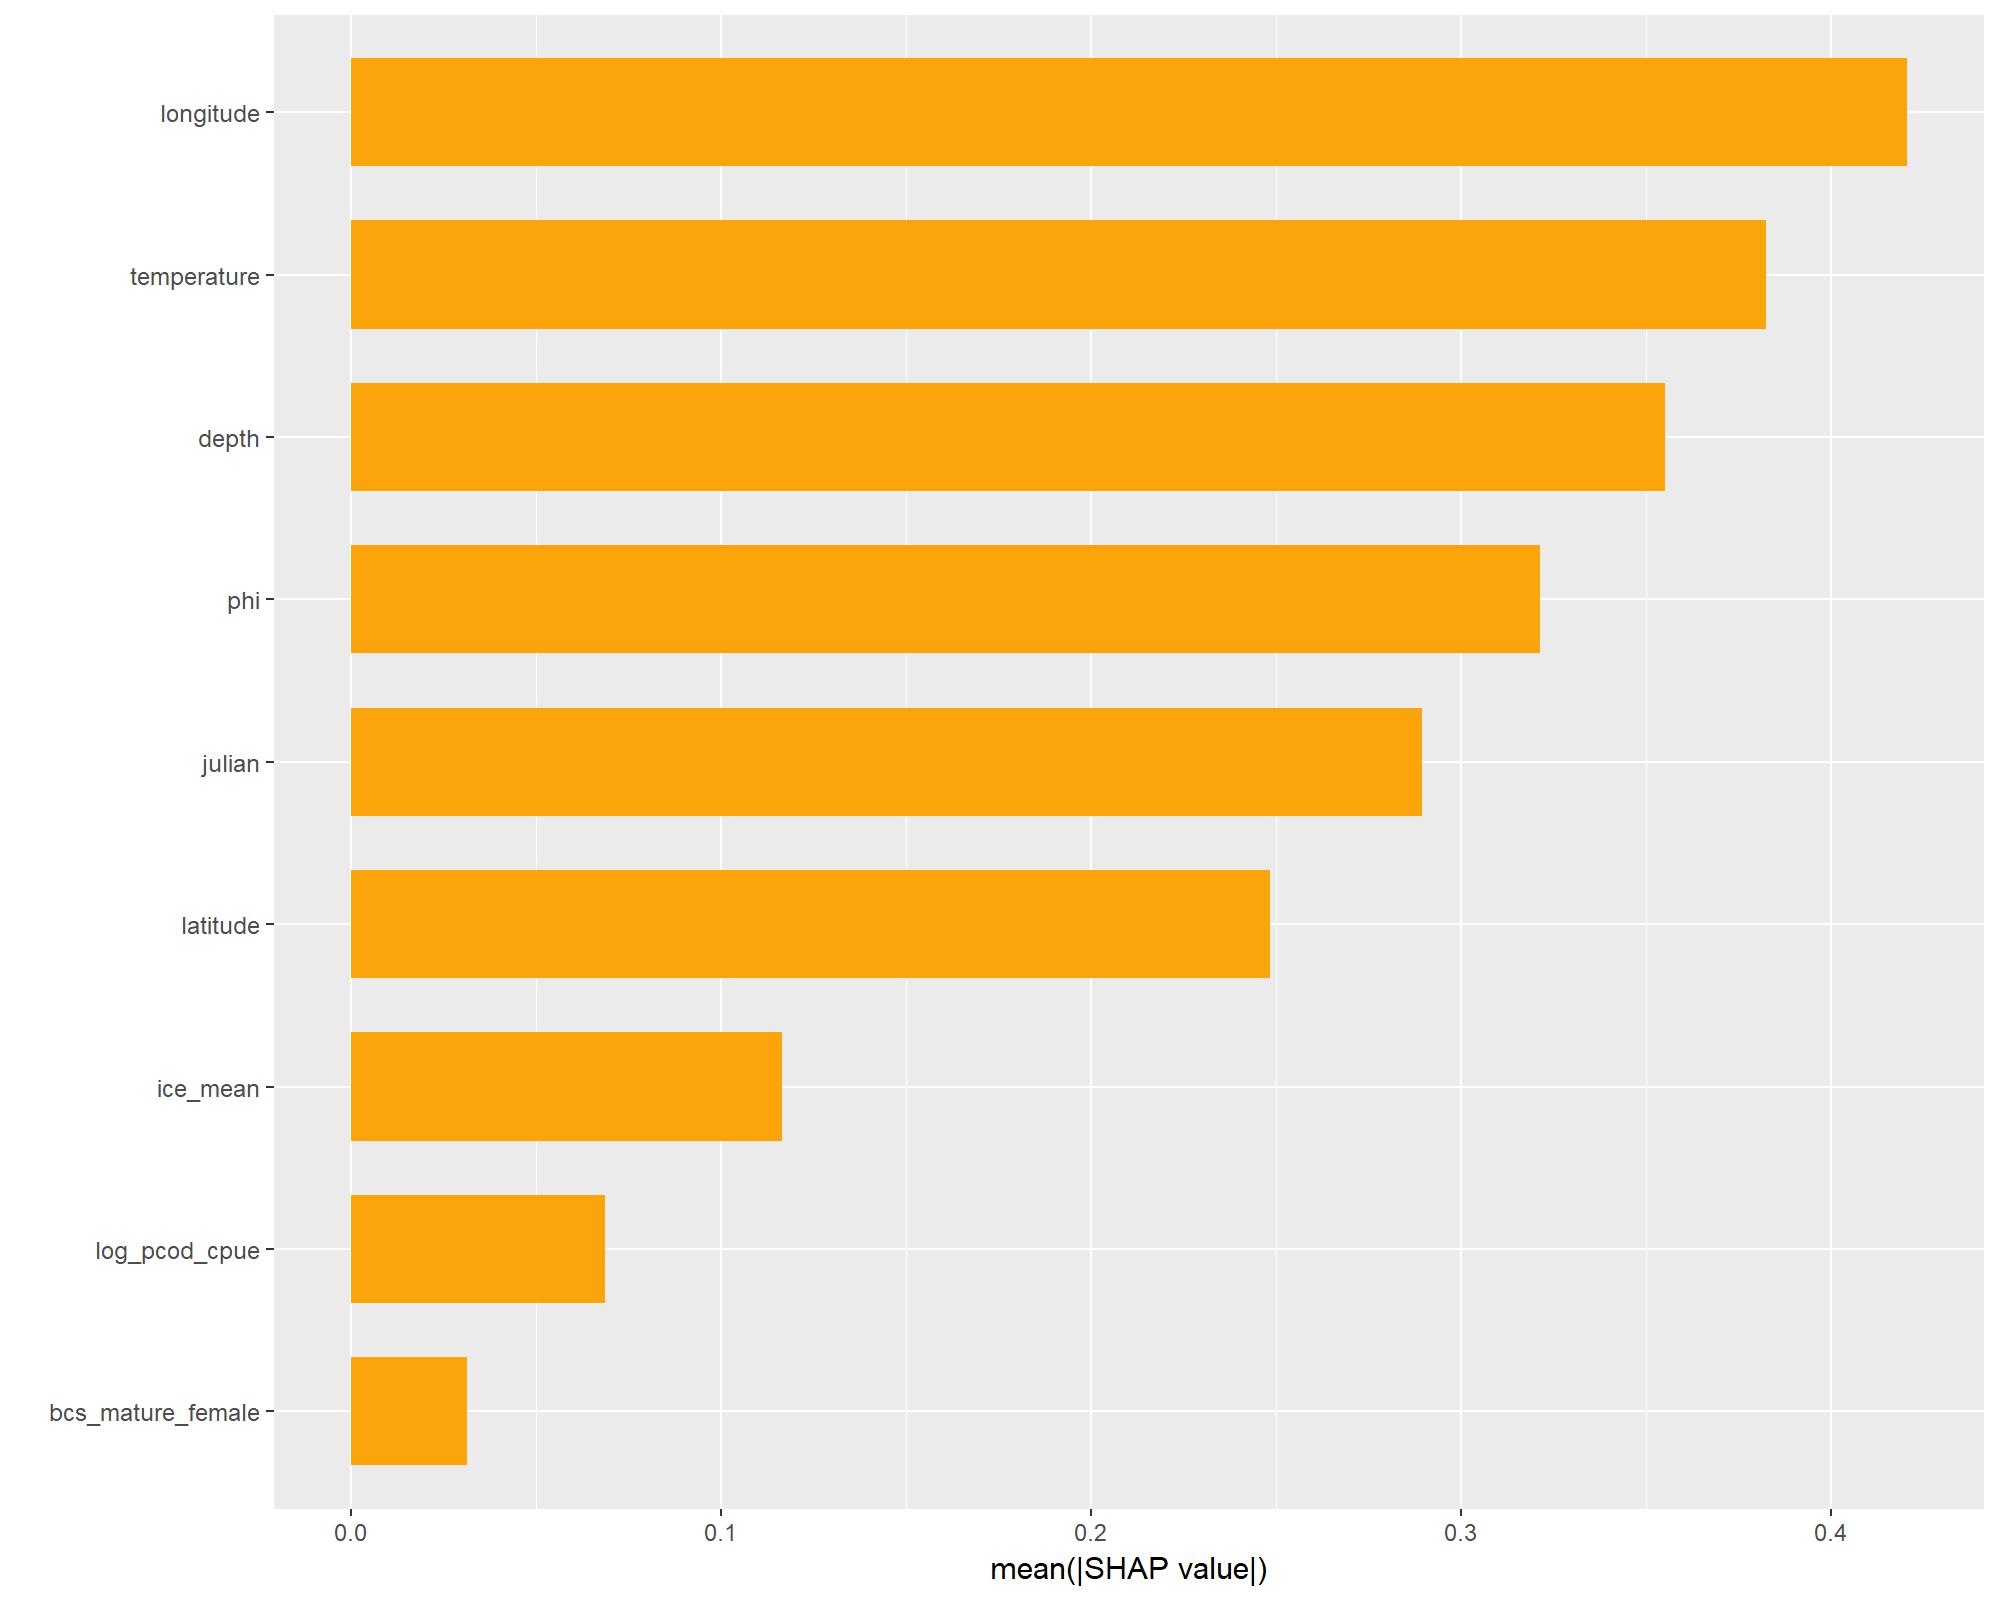 longitude
temperature
depth
phi
julian
latitude
ice_mean
log_pcod_cpue
bcs_mature_female
0.0 0.1 0.2 0.3 0.4
mean(|SHAP value|)